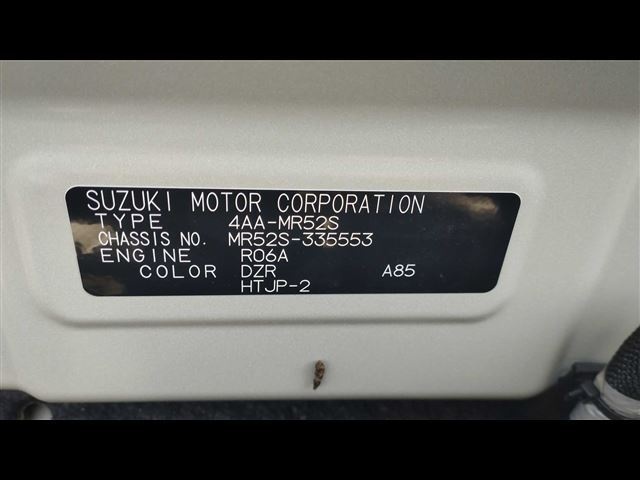 SUZUKI MOTOR CORPORATION
TYPE 4AA-MR52S
CHASSIS NO. MR52S-335553
ENGINE R06A
COLOR DZR A85
HTJP-2